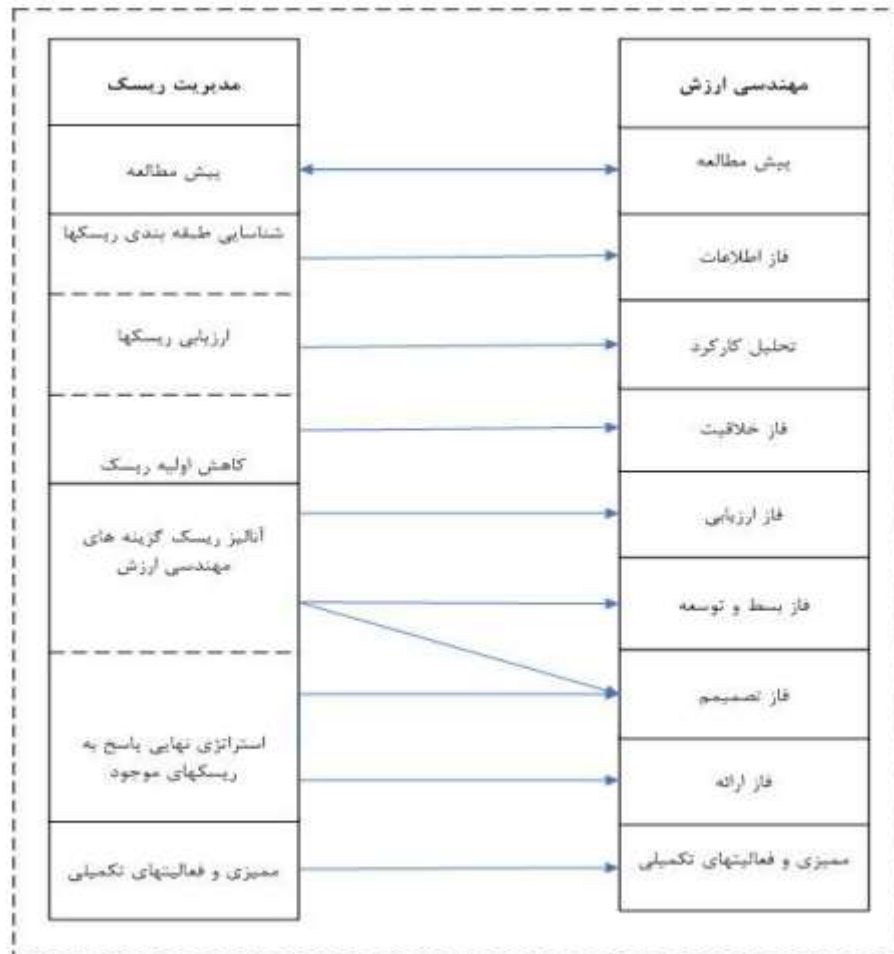 مهندسی ارزش
پیش مطالعه
فاز اطلاعات
تحلیل کارکرد
فاز خلاقیت
فاز ارزیابی
فاز بسط و توسعه
فاز تصمیمم
فاز ارائه
ممیزی و فعالیتهای تکمیلی
مدیریت ریسک
پیش مطالعه
شناسایی طبقه بندی ریسکها
ارزیابی ریسکها
کاهش اولیه ریسک
آنالیز ریسک گزینه های
مهندسی ارزش
استراتژی نهایی پاسخ به
ریسکهای موجود
ممیزی و فعالیتهای تکمیلی